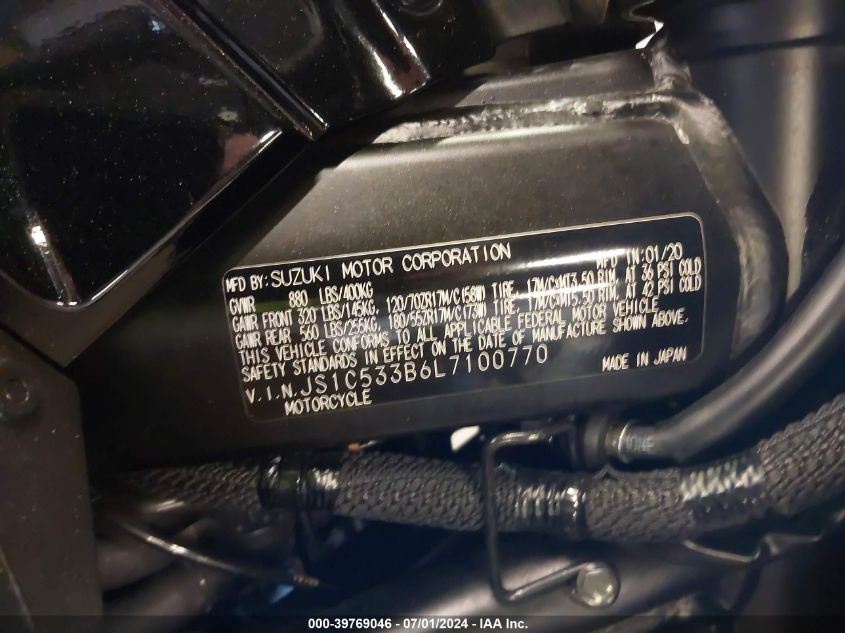 MFD BY: SUZUKI MOTOR CORPORATION MFD IN: 01/20
GVWR 880 LBS/400KG
GAWR FRONT 320 LBS/145KG, 120/70ZR17M/C(58W) TIRE, 17M/CxMT3.50 RIM, AT 36 PSI COLD
GAWR REAR 560 LBS/255KG, 180/55ZR17M/C(73W) TIRE, 17M/CxMT5.50 RIM, AT 42 PSI COLD
THIS VEHICLE CONFORMS TO ALL APPLICABLE FEDERAL MOTOR VEHICLE
SAFETY STANDARDS IN EFFECT ON THE DATE OF MANUFACTURE SHOWN ABOVE.
V.I.N. JS1C533B6L7100770 MADE IN JAPAN
MOTORCYCLE
000-39769046 - 07/01/2024 - IAA Inc.